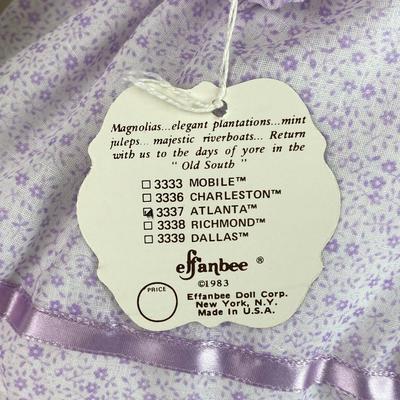 Magnolias...elegant plantations...mint
juleps... majestic riverboats... Return
with us to the days of yore in the
" Old South "
☐ 3333 MOBILE™
☐ 3336 CHARLESTON™
☑ 3337 ATLANTA™
☐ 3338 RICHMOND™
☐ 3339 DALLAS™
effanbee ®
©1983
PRICE
Effanbee Doll Corp.
New York, N.Y.
Made in U.S.A.